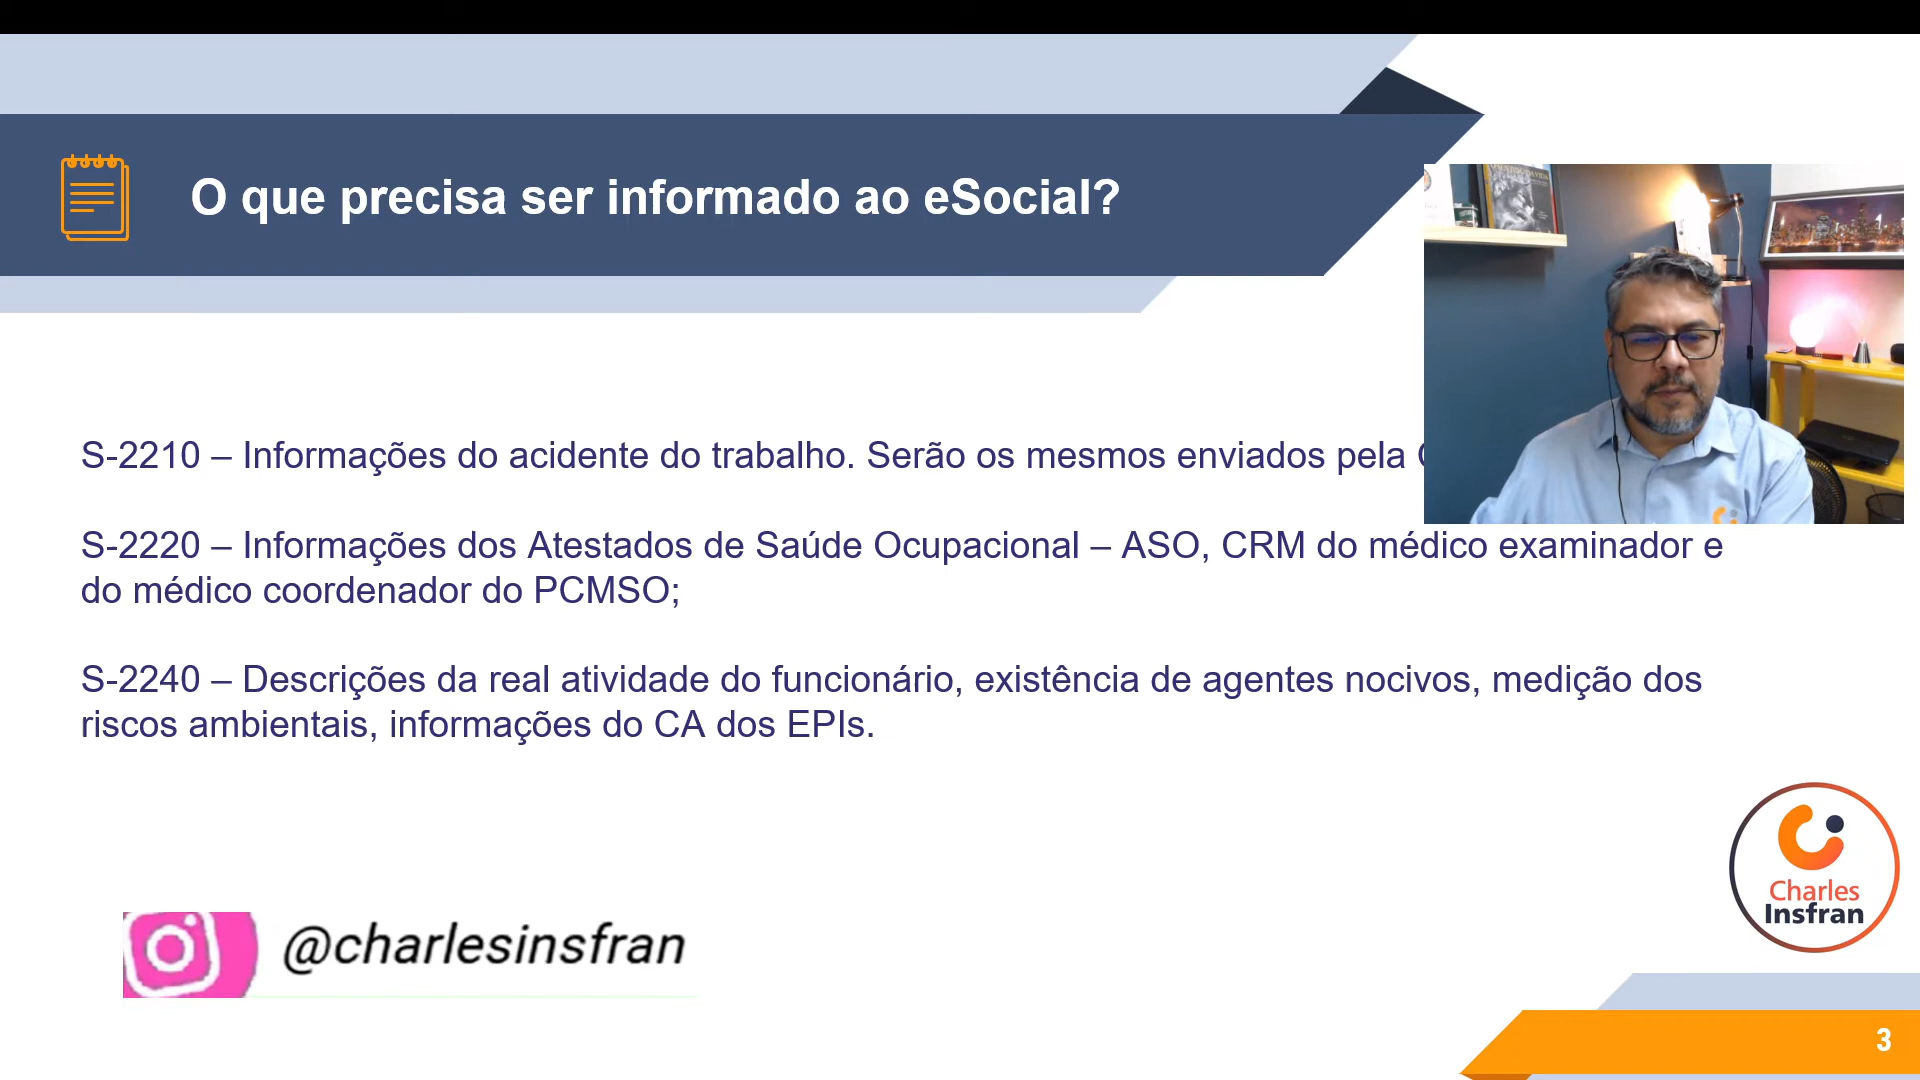 O que precisa ser informado ao eSocial?
S-2210 – Informações do acidente do trabalho. Serão os mesmos enviados pela
S-2220 – Informações dos Atestados de Saúde Ocupacional – ASO, CRM do médico examinador e
do médico coordenador do PCMSO;
S-2240 – Descrições da real atividade do funcionário, existência de agentes nocivos, medição dos
riscos ambientais, informações do CA dos EPIs.
Charles
Insfran
@charlesinsfran
3